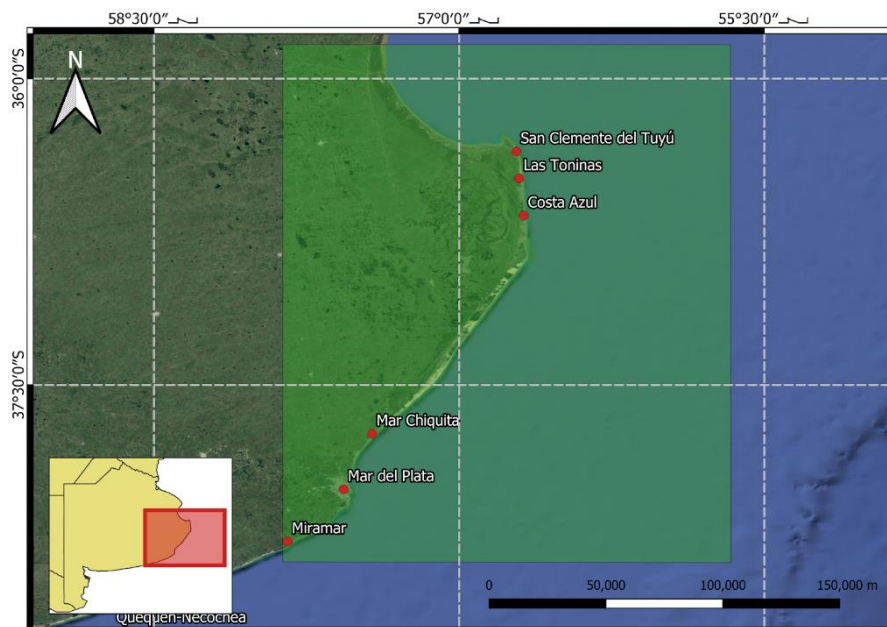 58°30′0″O
57°0′0″O
55°30′0″O
36°0′0″S
37°30′0″S
N
San Clemente del Tuyú
Las Toninas
Costa Azul
Mar Chiquita
Mar del Plata
Miramar
Quequén-Necochea
0 50,000 100,000 150,000 m